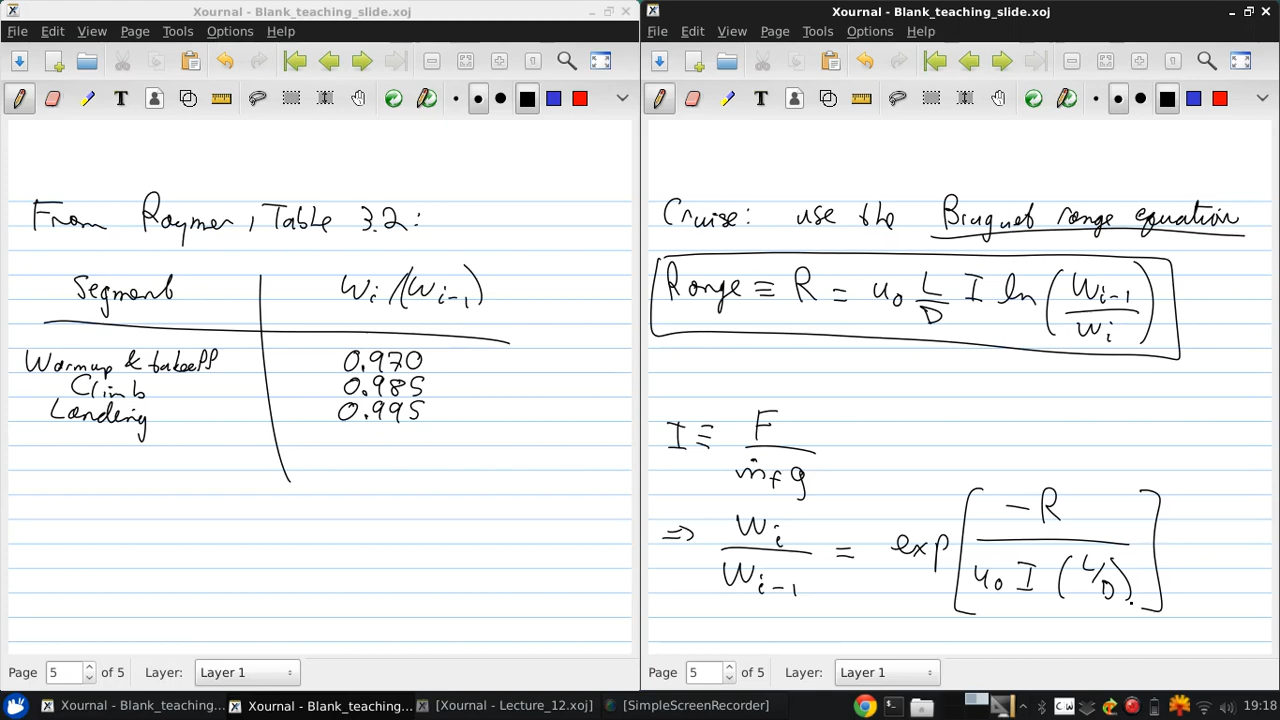 Xournal - Blank_teaching_slide.xoj
File Edit View Page Tools Options Help
From Raymer, Table 3.2:
Segment Wi/(Wi-1)
Warmup & takeoff 0.970
Climb 0.985
Landing 0.995
Page 5 of 5 Layer: Layer 1
Xournal - Blank_teaching_slide.xoj
File Edit View Page Tools Options Help
Cruise: use the Breguet range equation
Range ≡ R = u₀ L/D I ln(Wi-1/Wi)
I ≡ F/ṁf g
⇒ Wi/Wi-1 = exp[-R/u₀ I (L/D)]
Page 5 of 5 Layer: Layer 1
Xournal - Blank_teaching_... Xournal - Blank_teaching_... [Xournal - Lecture_12.xoj] [SimpleScreenRecorder] 19:18